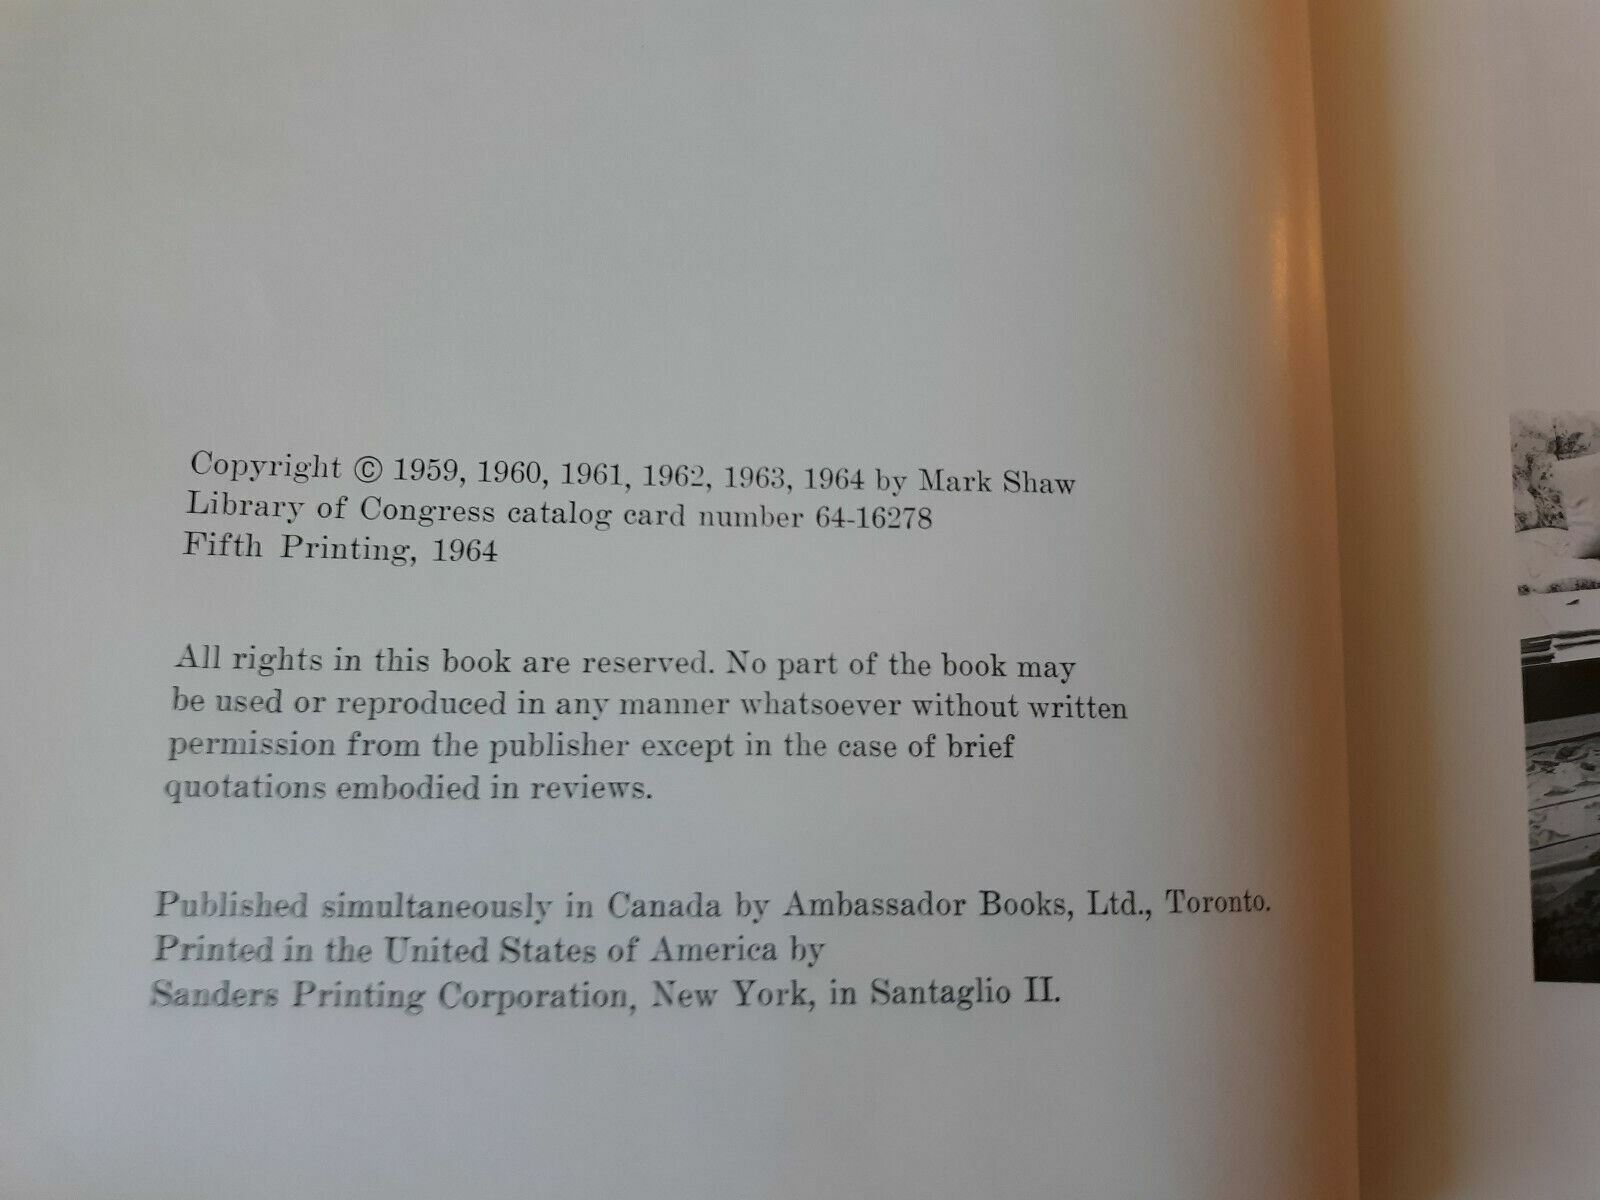 Copyright © 1959, 1960, 1961, 1962, 1963, 1964 by Mark Shaw
Library of Congress catalog card number 64-16278
Fifth Printing, 1964
All rights in this book are reserved. No part of the book may
be used or reproduced in any manner whatsoever without written
permission from the publisher except in the case of brief
quotations embodied in reviews.
Published simultaneously in Canada by Ambassador Books, Ltd., Toronto.
Printed in the United States of America by
Sanders Printing Corporation, New York, in Santaglio II.